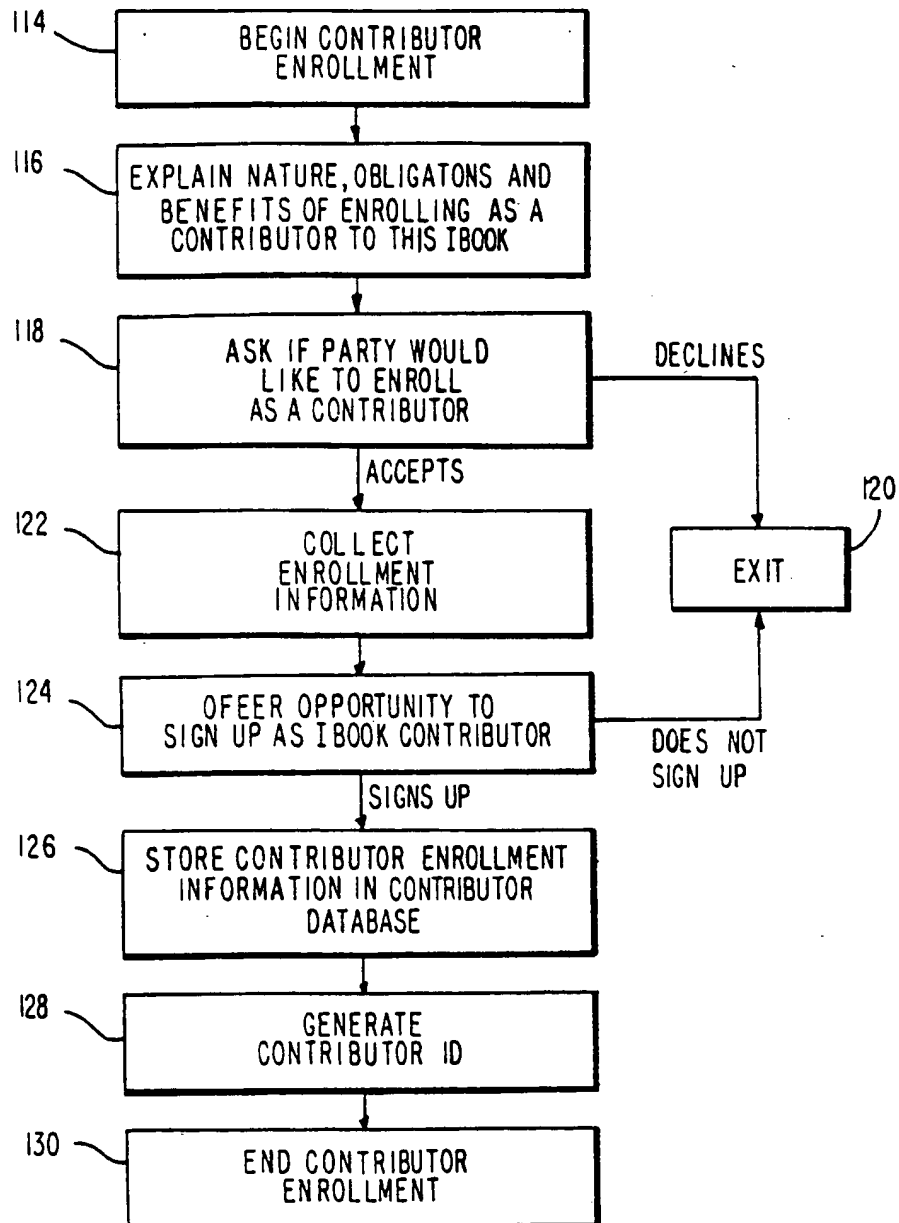 114
BEGIN CONTRIBUTOR
ENROLLMENT
116
EXPLAIN NATURE, OBLIGATONS AND
BENEFITS OF ENROLLING AS A
CONTRIBUTOR TO THIS IBOOK
118
ASK IF PARTY WOULD
LIKE TO ENROLL
AS A CONTRIBUTOR
DECLINES
ACCEPTS
120
EXIT
122
COLLECT
ENROLLMENT
INFORMATION
124
OFEER OPPORTUNITY TO
SIGN UP AS IBOOK CONTRIBUTOR
DOES NOT
SIGN UP
SIGNS UP
126
STORE CONTRIBUTOR ENROLLMENT
INFORMATION IN CONTRIBUTOR
DATABASE
128
GENERATE
CONTRIBUTOR ID
130
END CONTRIBUTOR
ENROLLMENT